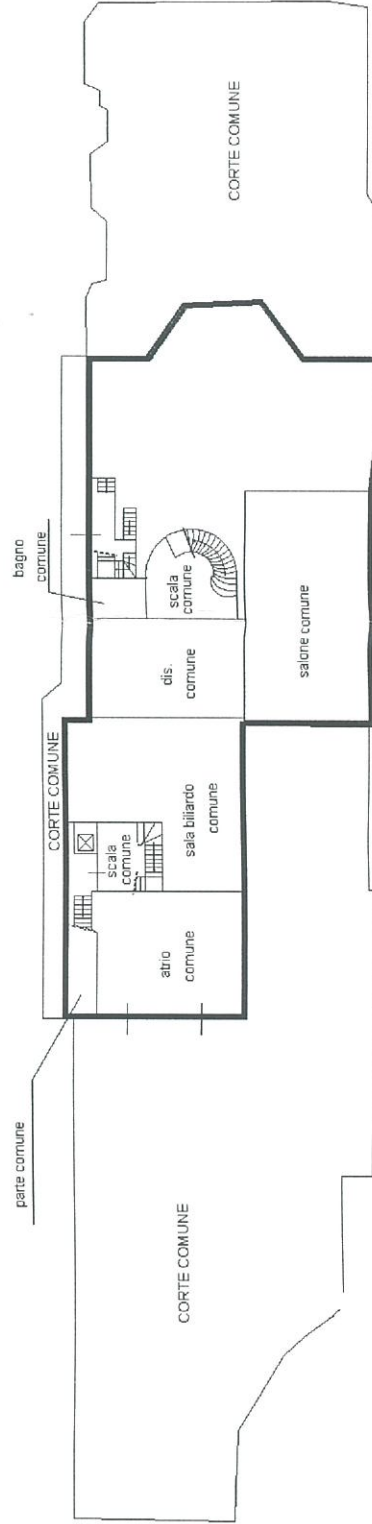 parte comune
CORTE COMUNE
atrio
comune
scala
comune
sala biliardo
comune
CORTE COMUNE
dis.
comune
bagno
comune
scala
comune
salone comune
CORTE COMUNE